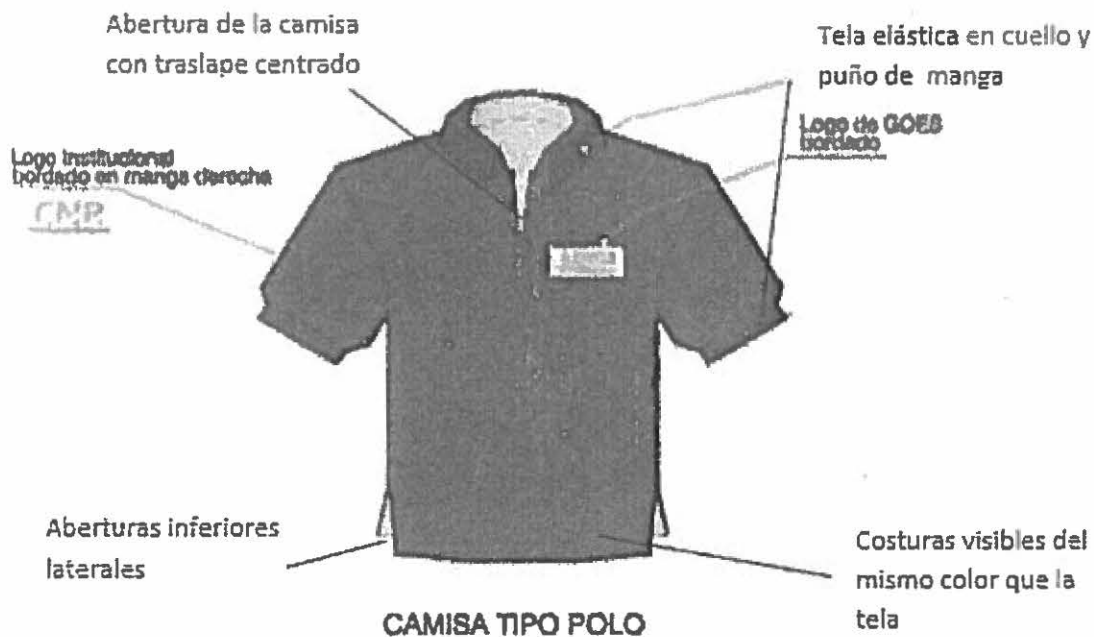 Abertura de la camisa
con traslape centrado
Tela elástica en cuello y
puño de manga
Logo de GOES
bordado
Logo Institucional
bordado en manga derecha
CMR
Aberturas inferiores
laterales
Costuras visibles del
mismo color que la
tela
CAMISA TIPO POLO